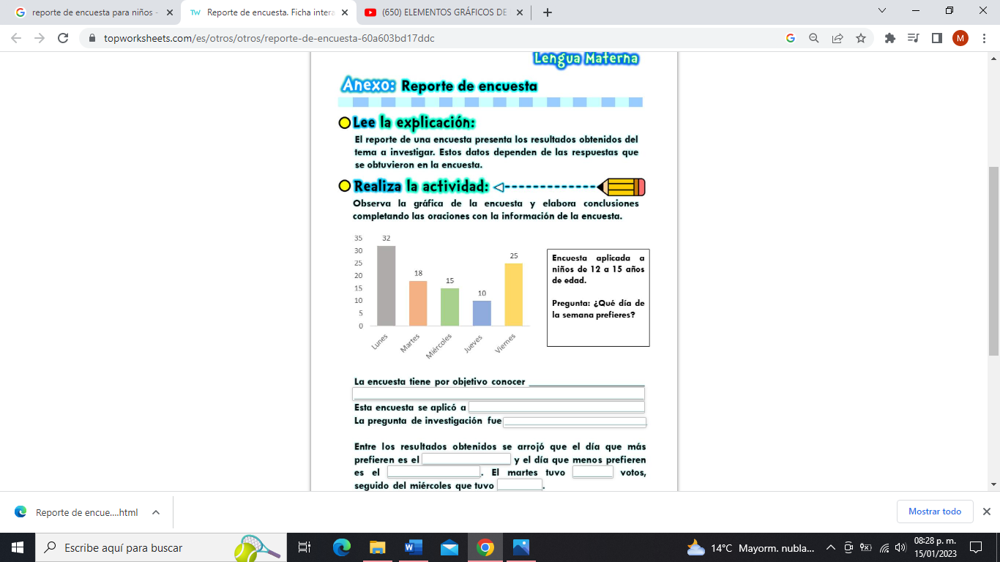 reporte de encuesta para niños -
TW Reporte de encuesta. Ficha intera
(650) ELEMENTOS GRÁFICOS DE
topworksheets.com/es/otros/otros/reporte-de-encuesta-60a603bd17ddc
M
Lengua Materna
Anexo: Reporte de encuesta
Lee la explicación:
El reporte de una encuesta presenta los resultados obtenidos del
tema a investigar. Estos datos dependen de las respuestas que
se obtuvieron en la encuesta.
Realiza la actividad:
Observa la gráfica de la encuesta y elabora conclusiones
completando las oraciones con la información de la encuesta.
35
30
25
20
15
10
5
0
32
18
15
10
25
Lunes
Martes
Miércoles
Jueves
Viernes
Encuesta aplicada a
niños de 12 a 15 años
de edad.
Pregunta: ¿Qué día de
la semana prefieres?
La encuesta tiene por objetivo conocer
Esta encuesta se aplicó a
La pregunta de investigación fue
Entre los resultados obtenidos se arrojó que el día que más
prefieren es el y el día que menos prefieren
es el . El martes tuvo votos,
seguido del miércoles que tuvo .
Reporte de encue....html
Mostrar todo
Escribe aquí para buscar
14°C Mayorm. nubla...
08:28 p. m.
15/01/2023